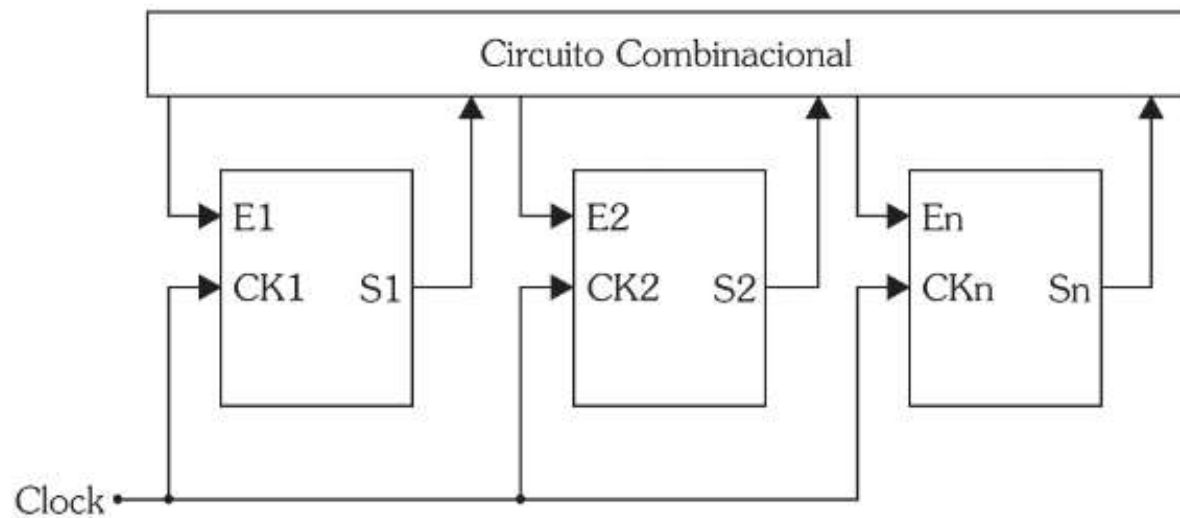 Circuito Combinacional
E1
E2
En
CK1
S1
CK2
S2
CKn
Sn
Clock